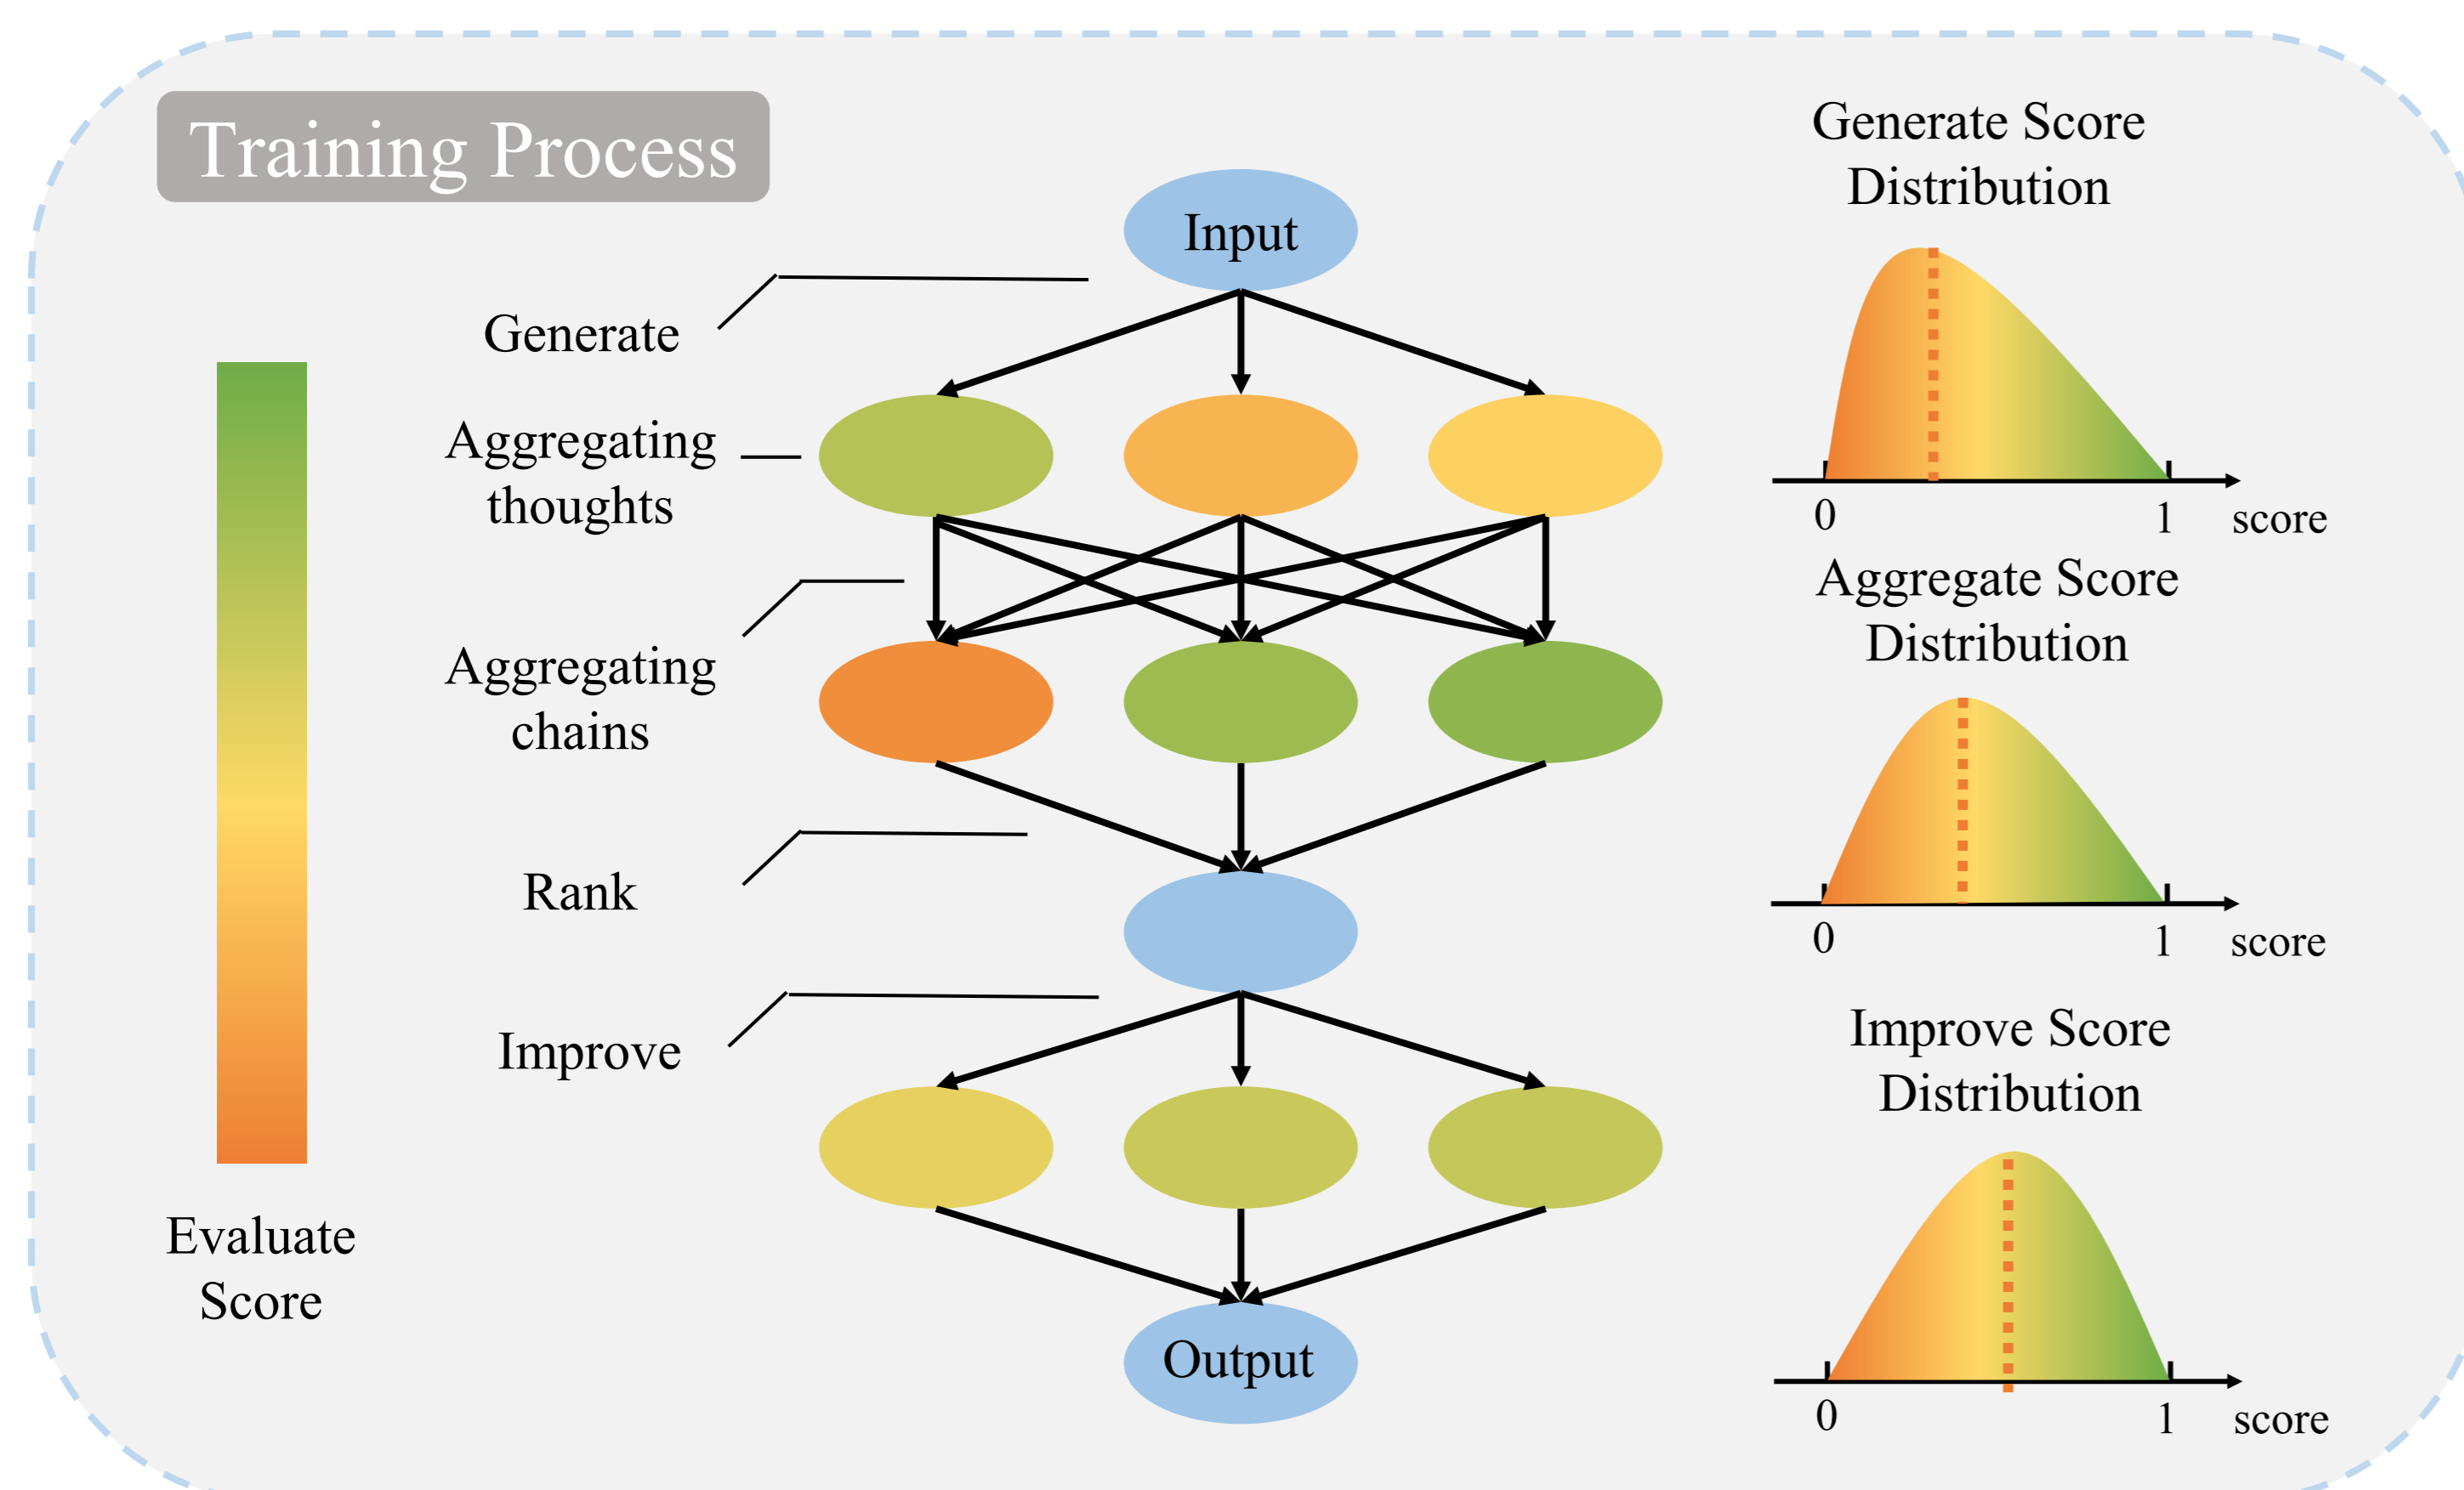 Training Process
Input
Generate
Aggregating
thoughts
Aggregating
chains
Rank
Improve
Output
Evaluate
Score
Generate Score
Distribution
0 1 score
Aggregate Score
Distribution
0 1 score
Improve Score
Distribution
0 1 score